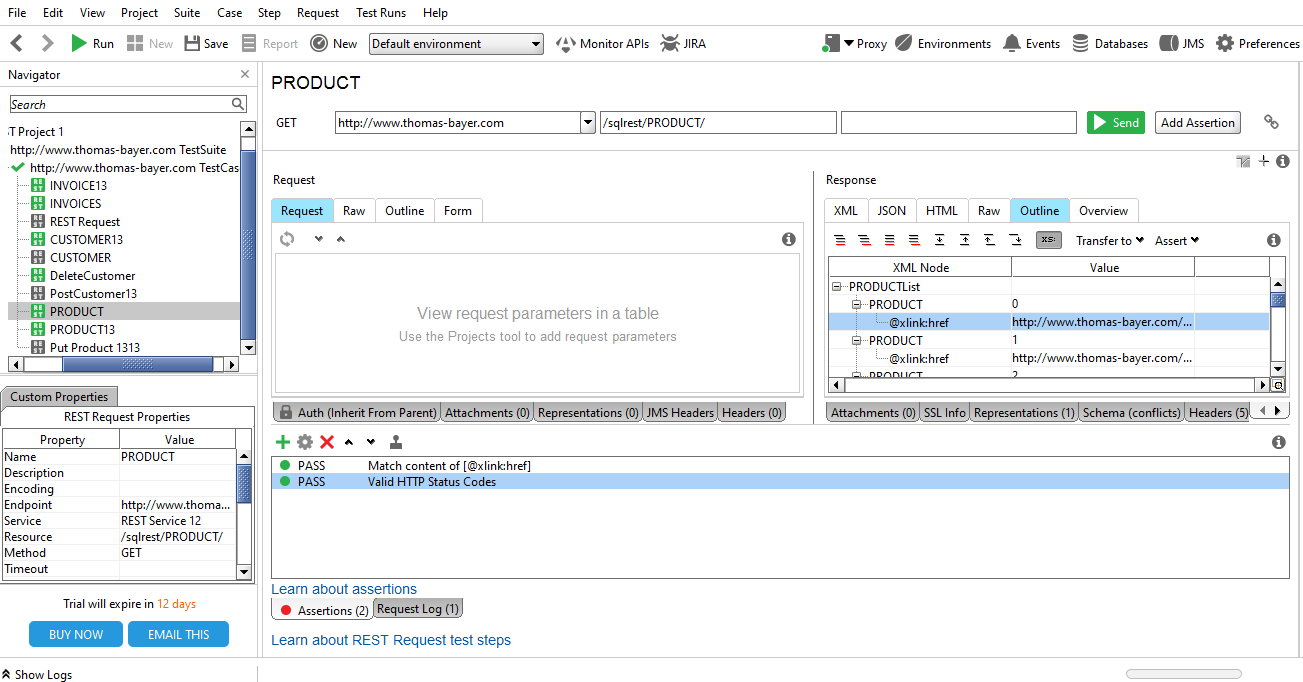 File Edit View Project Suite Case Step Request Test Runs Help
Run New Save Report New Default environment Monitor APIs JIRA Proxy Environments Events Databases JMS Preferences
Navigator
Search
T Project 1
http://www.thomas-bayer.com TestSuite
http://www.thomas-bayer.com TestCas
INVOICE13
INVOICES
REST Request
CUSTOMER13
CUSTOMER
DeleteCustomer
PostCustomer13
PRODUCT
PRODUCT13
Put Product 1313
Custom Properties
REST Request Properties
Property Value
Name PRODUCT
Description
Encoding
Endpoint http://www.thoma...
Service REST Service 12
Resource /sqlrest/PRODUCT/
Method GET
Timeout
Trial will expire in 12 days
BUY NOW EMAIL THIS
Show Logs
PRODUCT
GET http://www.thomas-bayer.com /sqlrest/PRODUCT/ Send Add Assertion
Request
Request Raw Outline Form
View request parameters in a table
Use the Projects tool to add request parameters
Auth (Inherit From Parent) Attachments (0) Representations (0) JMS Headers Headers (0)
Response
XML JSON HTML Raw Outline Overview
XS: Transfer to Assert
XML Node Value
PRODUCTList
PRODUCT 0
@xlink:href http://www.thomas-bayer.com/...
PRODUCT 1
@xlink:href http://www.thomas-bayer.com/...
PRODUCT 2
Attachments (0) SSL Info Representations (1) Schema (conflicts) Headers (5)
PASS Match content of [@xlink:href]
PASS Valid HTTP Status Codes
Learn about assertions
Assertions (2) Request Log (1)
Learn about REST Request test steps